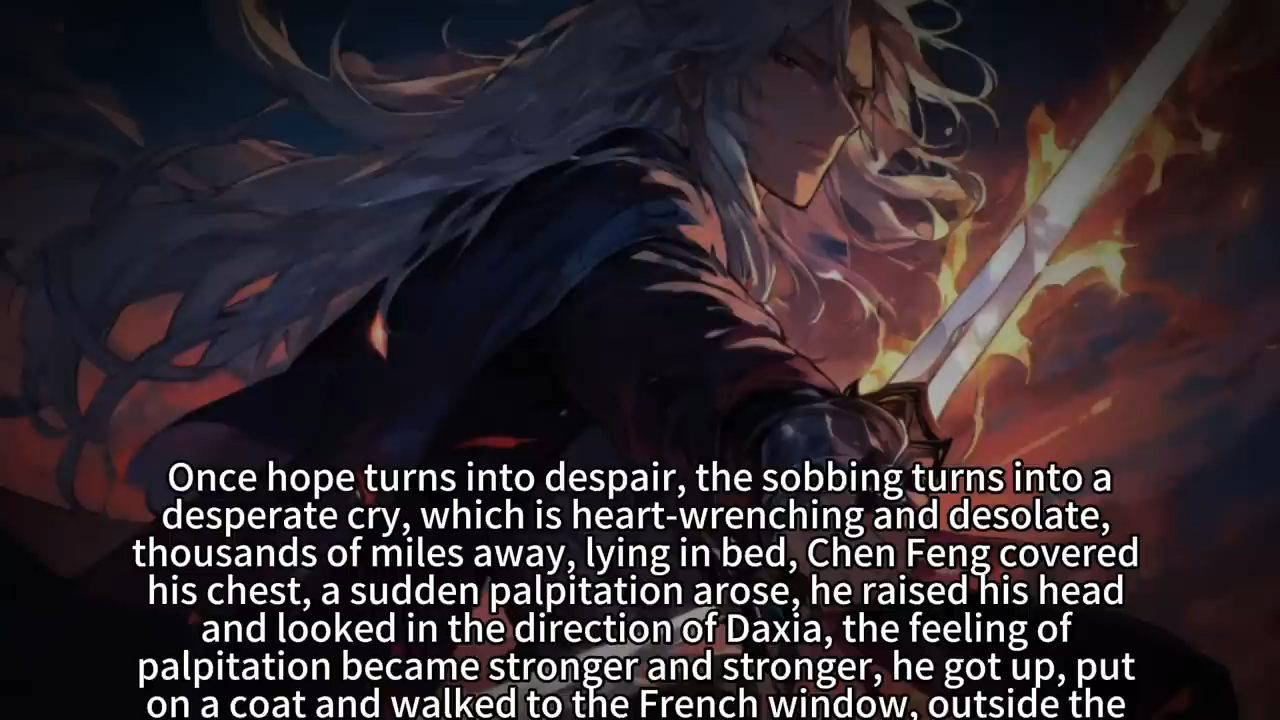 Once hope turns into despair, the sobbing turns into a
desperate cry, which is heart-wrenching and desolate,
thousands of miles away, lying in bed, Chen Feng covered
his chest, a sudden palpitation arose, he raised his head
and looked in the direction of Daxia, the feeling of
palpitation became stronger and stronger, he got up, put
on a coat and walked to the French window, outside the